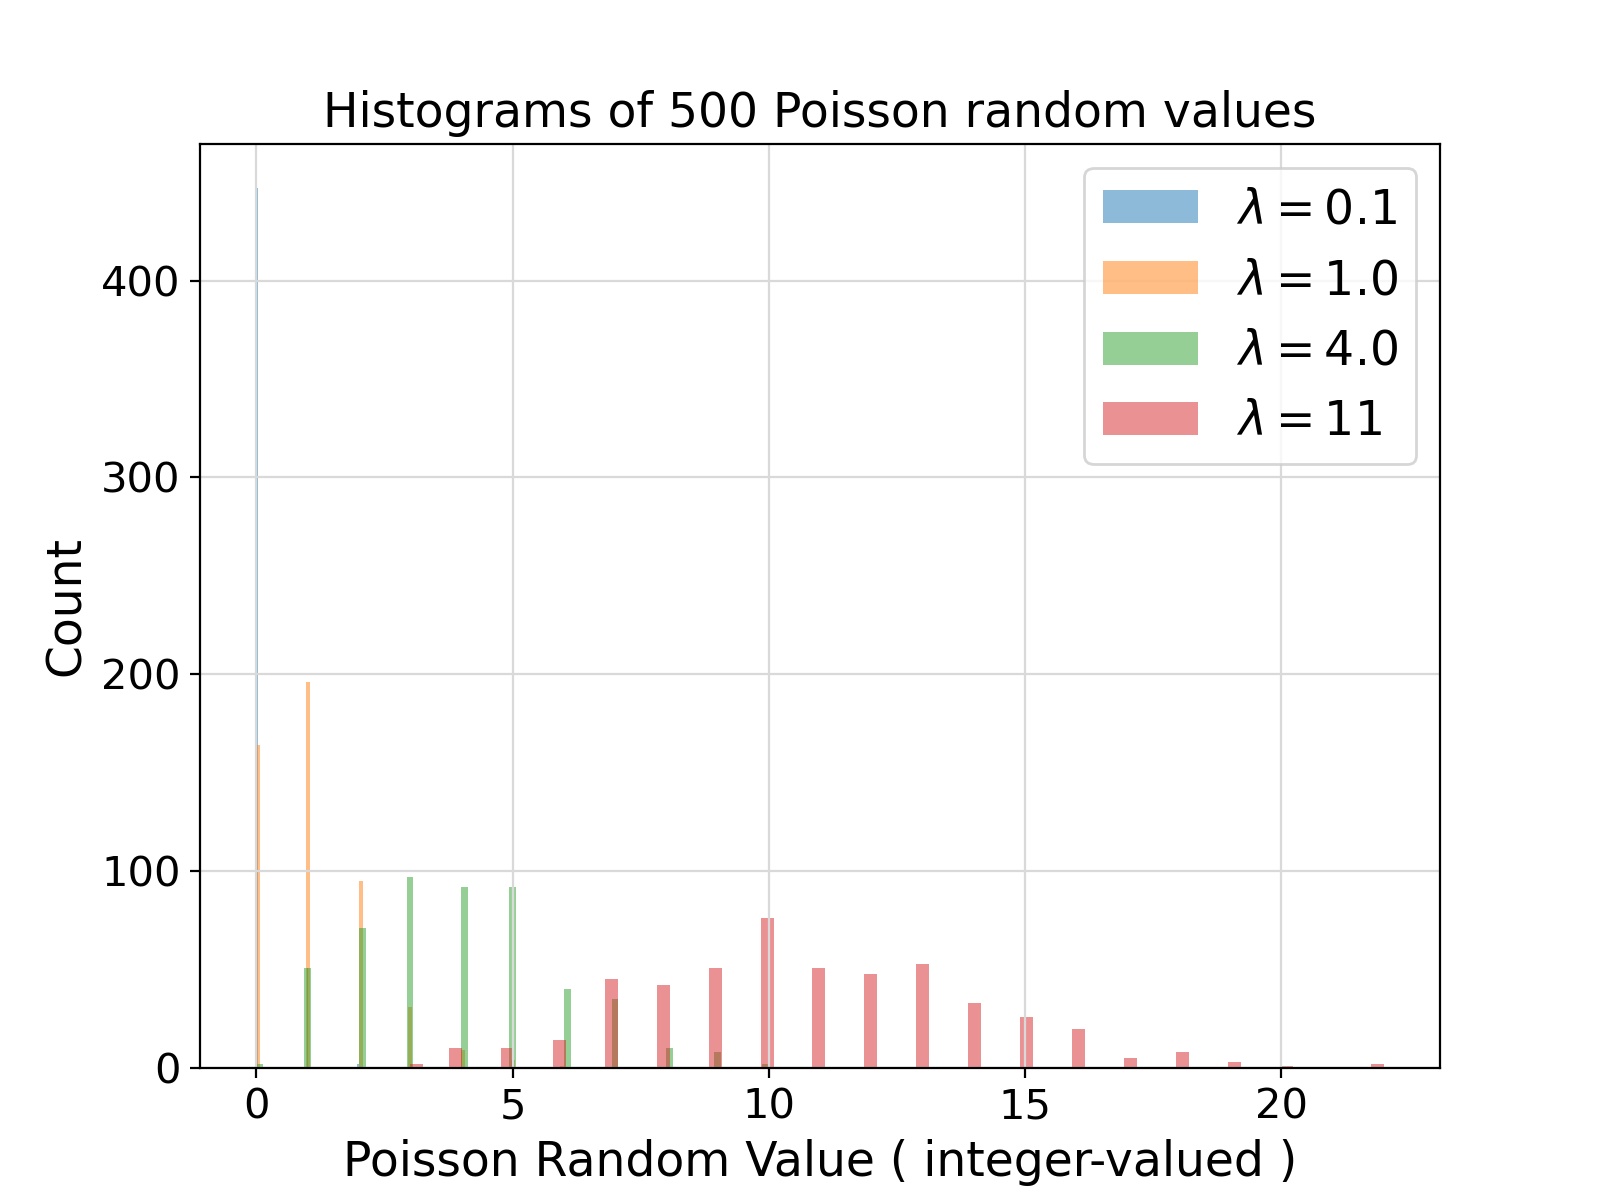 Histograms of 500 Poisson random values
λ = 0.1
λ = 1.0
λ = 4.0
λ = 11
Count
400
300
200
100
0
0 5 10 15 20
Poisson Random Value ( integer-valued )